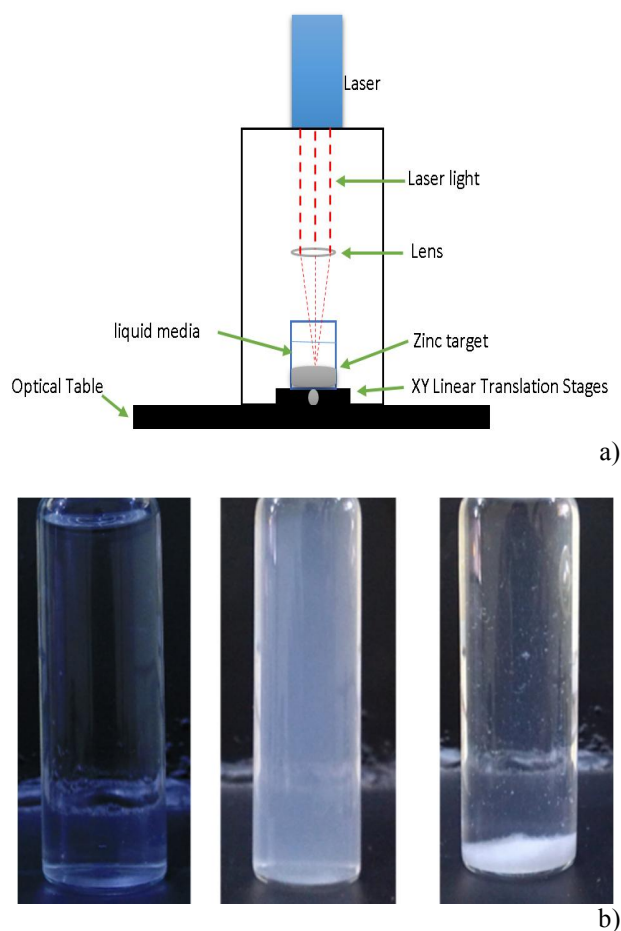 Laser
Laser light
Lens
liquid media
Zinc target
Optical Table
XY Linear Translation Stages
a)
b)